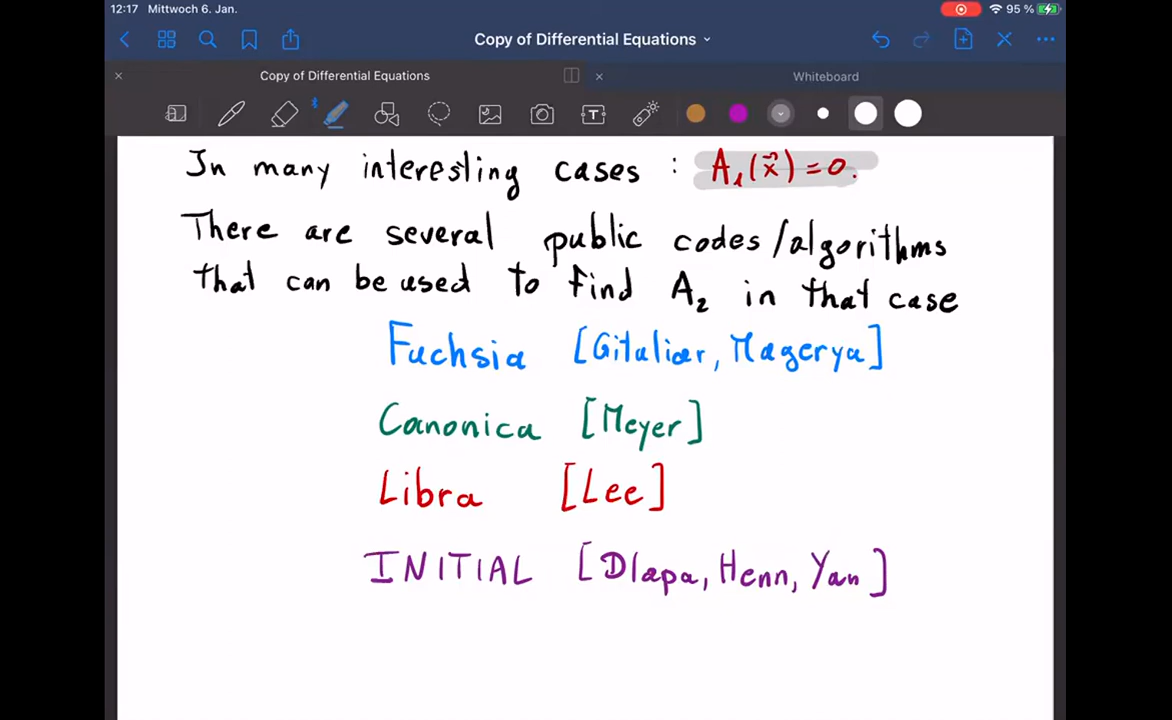 12:17 Mittwoch 6. Jan. 95 %
Copy of Differential Equations
Copy of Differential Equations Whiteboard
In many interesting cases : A₁(x⃗) = 0.
There are several public codes/algorithms
that can be used to find A₂ in that case
Fuchsia [Gituliar, Magerya]
Canonica [Meyer]
Libra [Lee]
INITIAL [Dlapa, Henn, Yan]